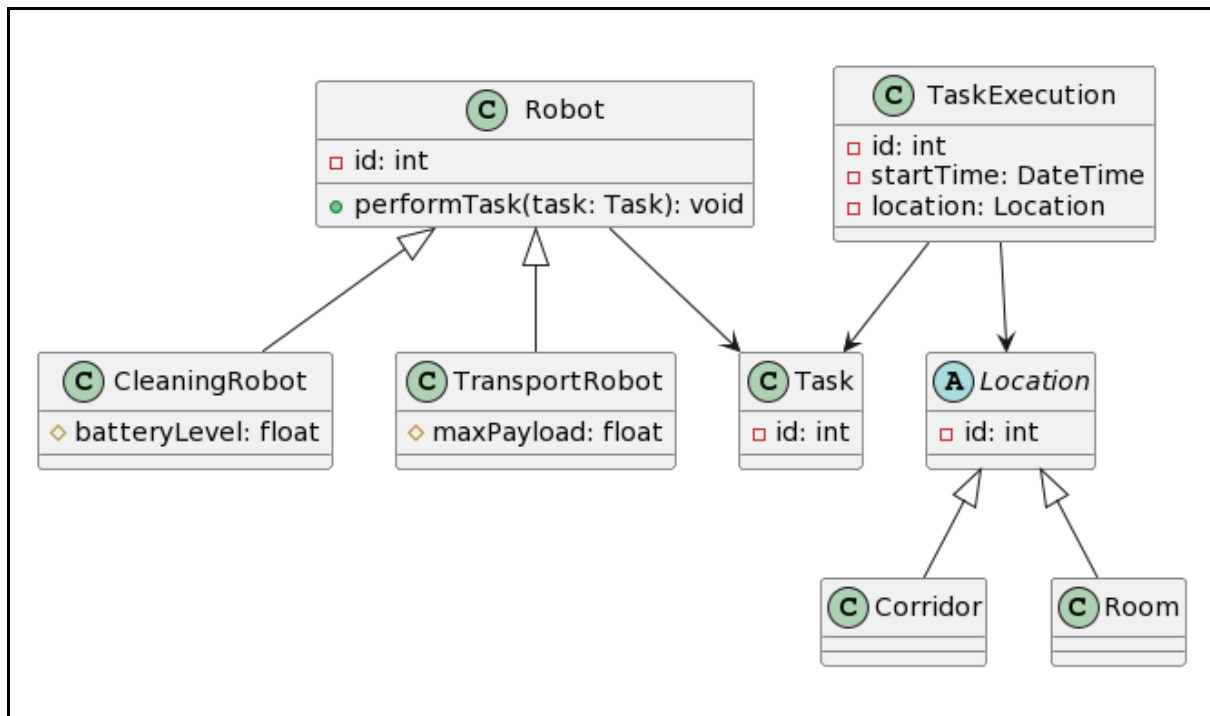 C Robot
id: int
performTask(task: Task): void
C TaskExecution
id: int
startTime: DateTime
location: Location
C CleaningRobot
batteryLevel: float
C TransportRobot
maxPayload: float
C Task
id: int
A Location
id: int
C Corridor
C Room